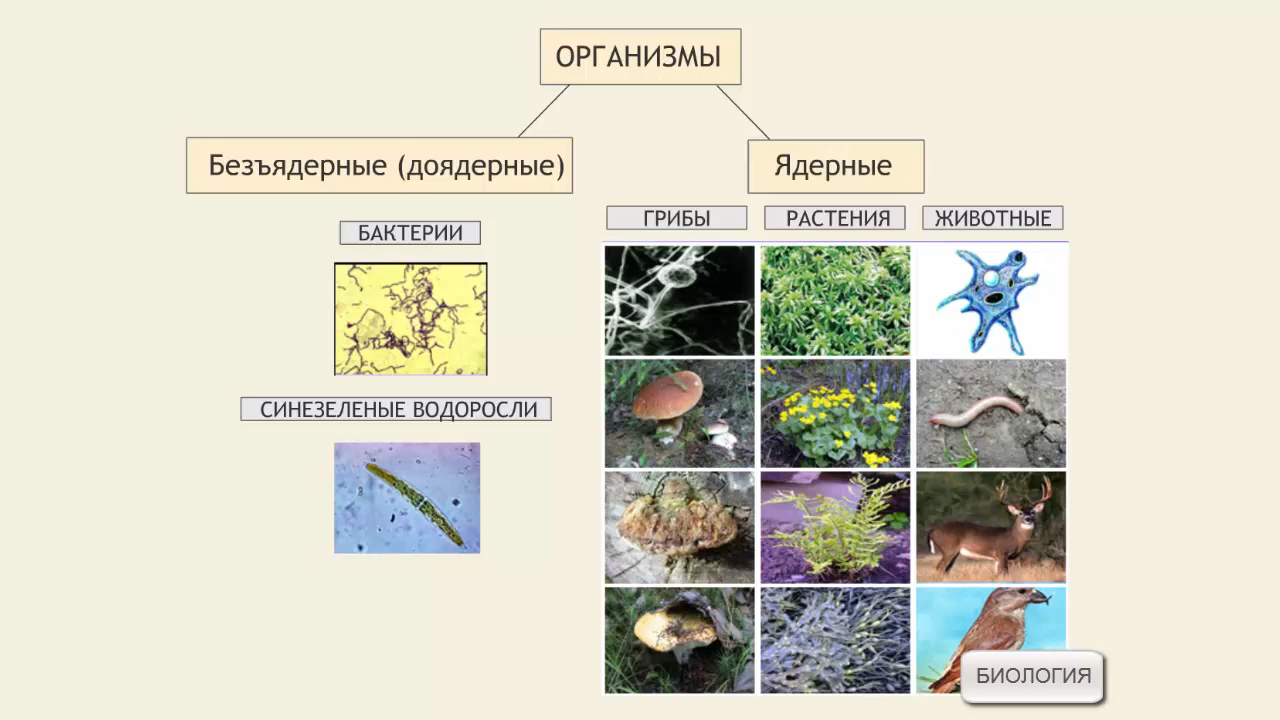 ОРГАНИЗМЫ
Безъядерные (доядерные)
Ядерные
БАКТЕРИИ
СИНЕЗЕЛЕНЫЕ ВОДОРОСЛИ
ГРИБЫ
РАСТЕНИЯ
ЖИВОТНЫЕ
БИОЛОГИЯ